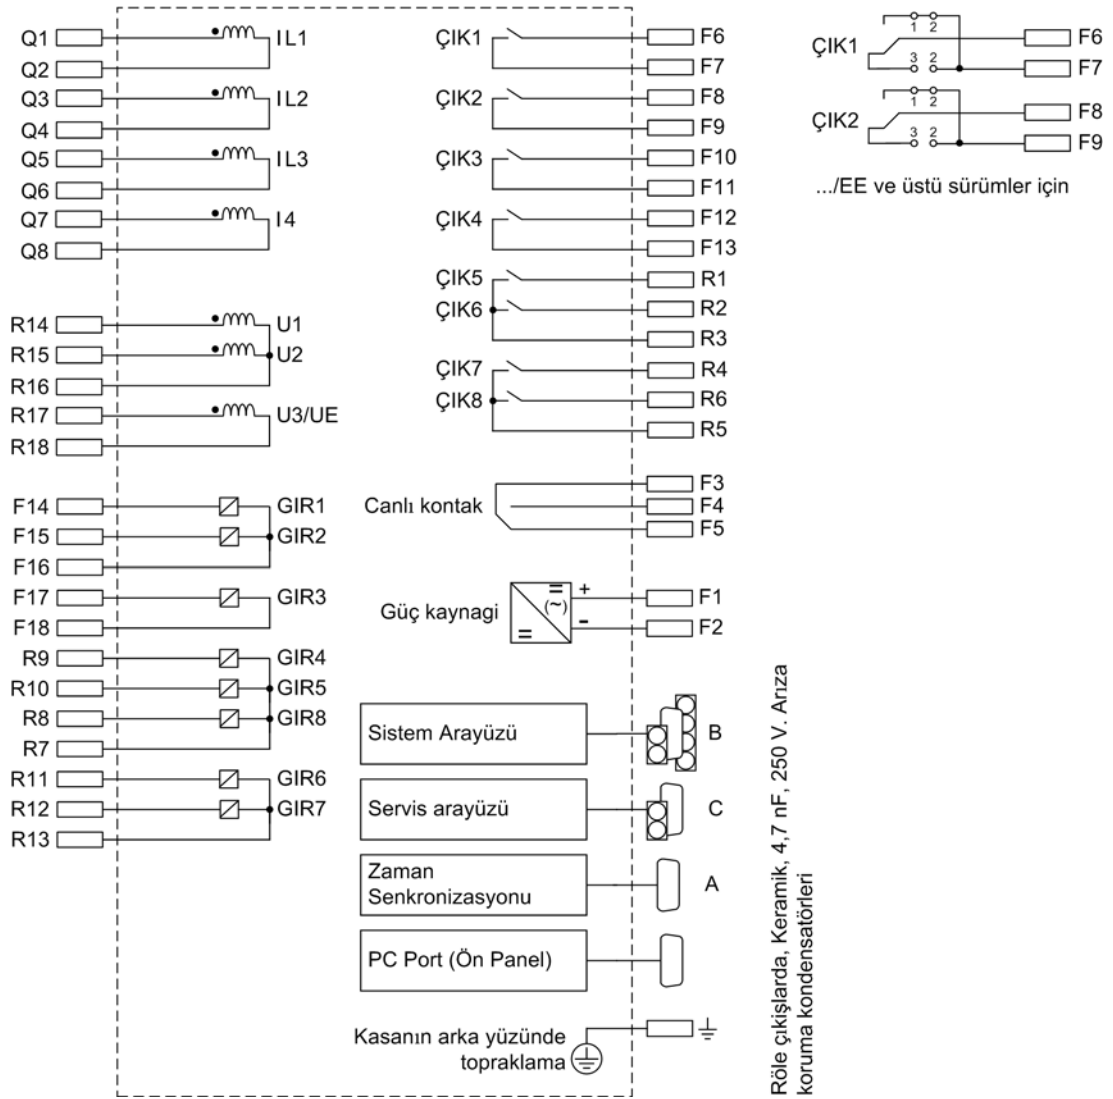 Q1
IL1
Q2
Q3
IL2
Q4
Q5
IL3
Q6
Q7
I4
Q8
R14
U1
R15
U2
R16
R17
U3/UE
R18
F14
GIR1
F15
GIR2
F16
F17
GIR3
F18
R9
GIR4
R10
GIR5
R8
GIR8
R7
R11
GIR6
R12
GIR7
R13
ÇIK1
F6
F7
ÇIK2
F8
F9
ÇIK3
F10
F11
ÇIK4
F12
F13
ÇIK5
R1
ÇIK6
R2
R3
ÇIK7
R4
ÇIK8
R6
R5
Canlı kontak
F3
F4
F5
Güç kaynagi
= + F1
(~)
= - F2
Sistem Arayüzü
B
Servis arayüzü
C
Zaman
Senkronizasyonu
A
PC Port (Ön Panel)
Kasanın arka yüzünde
topraklama
1 2
ÇIK1
F6
3 2
F7
1 2
ÇIK2
F8
3 2
F9
.../EE ve üstü sürümler için
Röle çıkişlarda, Keramik, 4,7 nF, 250 V. Arıza
koruma kondensatörleri